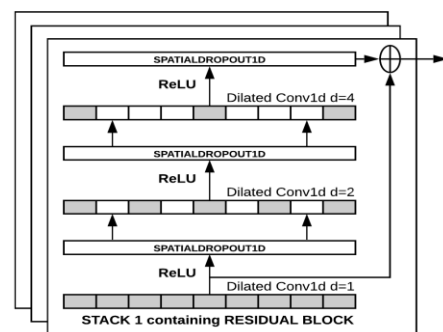 SPATIALDROPOUT1D
ReLU
Dilated Conv1d d=4
SPATIALDROPOUT1D
ReLU
Dilated Conv1d d=2
SPATIALDROPOUT1D
ReLU
Dilated Conv1d d=1
STACK 1 containing RESIDUAL BLOCK